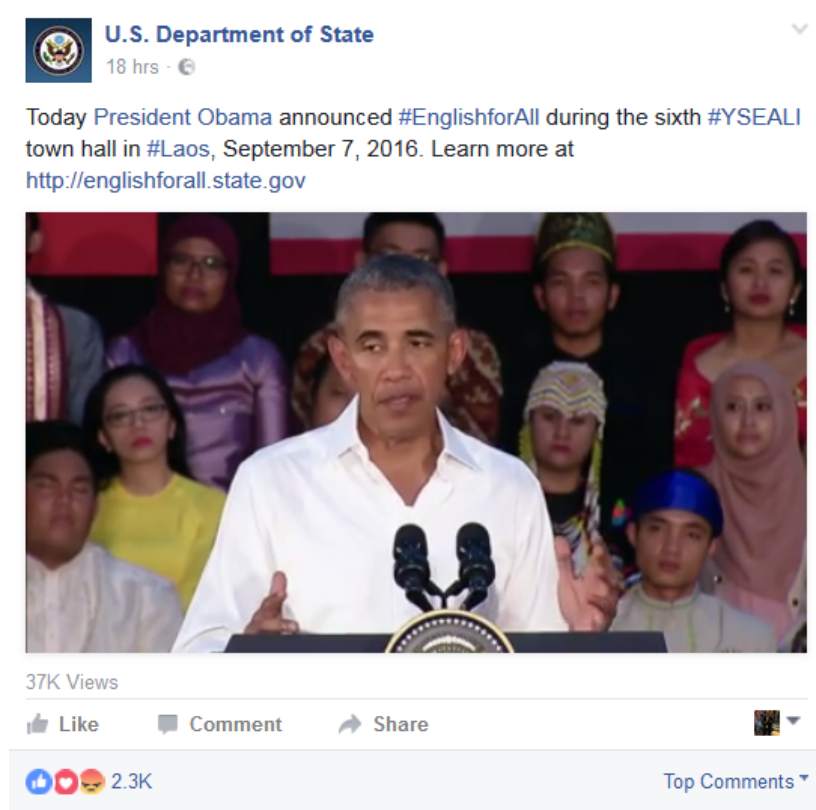 U.S. Department of State
18 hrs ·
Today President Obama announced #EnglishforAll during the sixth #YSEALI
town hall in #Laos, September 7, 2016. Learn more at
http://englishforall.state.gov
37K Views
Like Comment Share
2.3K Top Comments